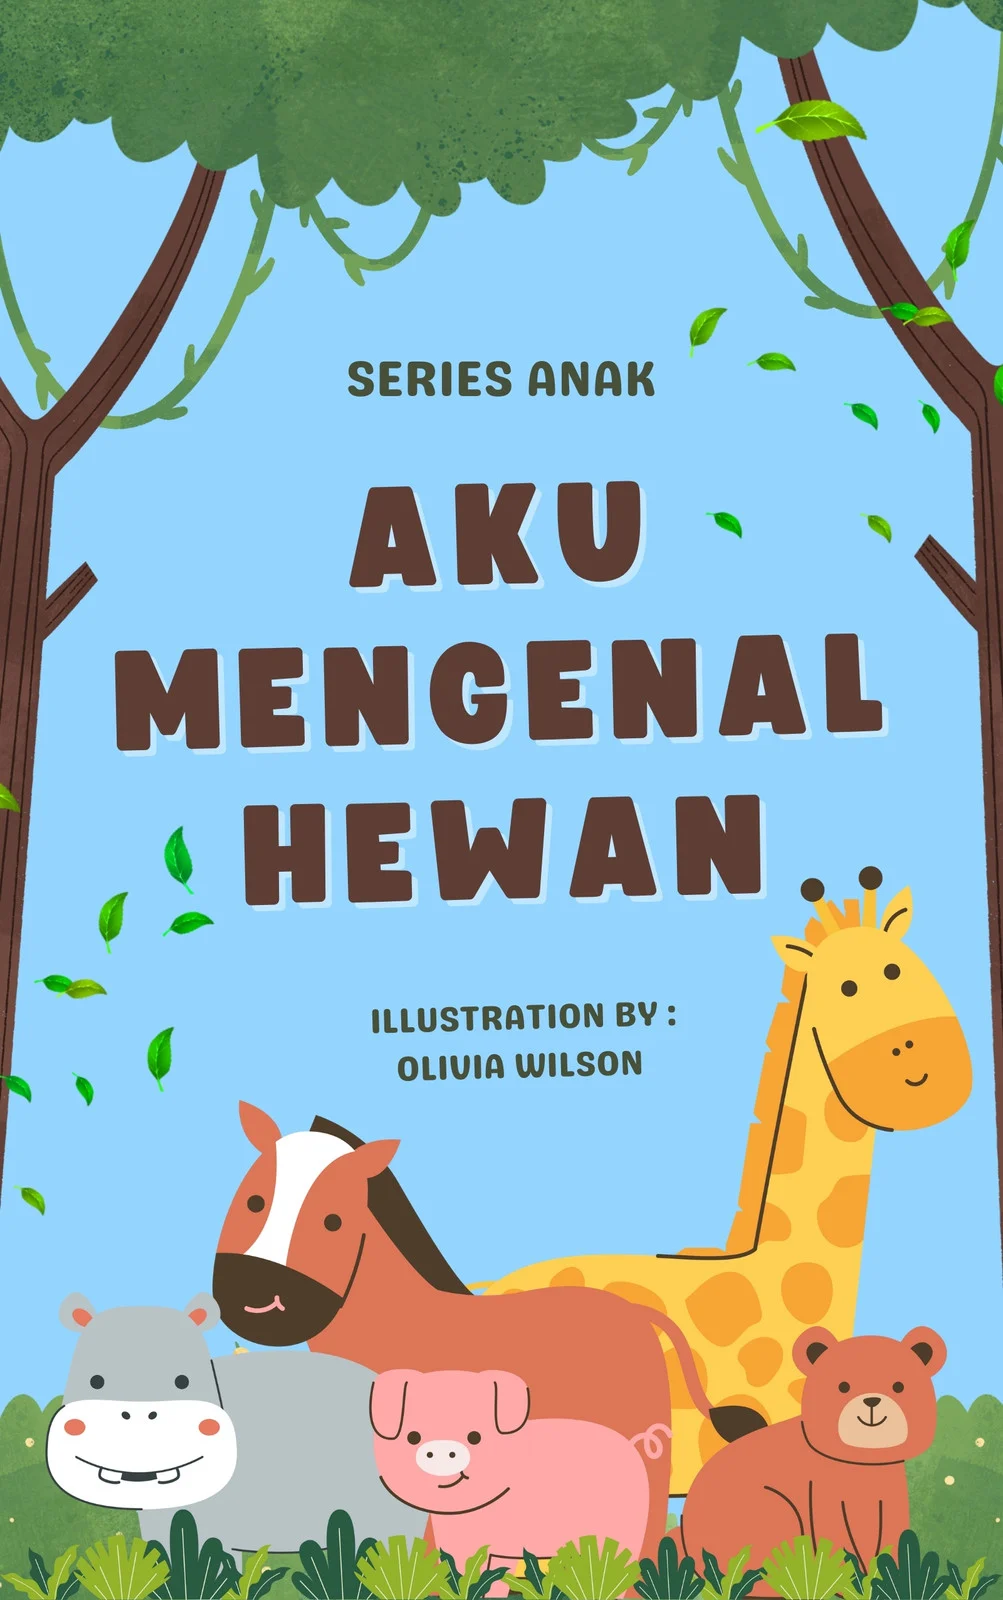 SERIES ANAK
AKU
MENGENAL
HEWAN
ILLUSTRATION BY :
OLIVIA WILSON